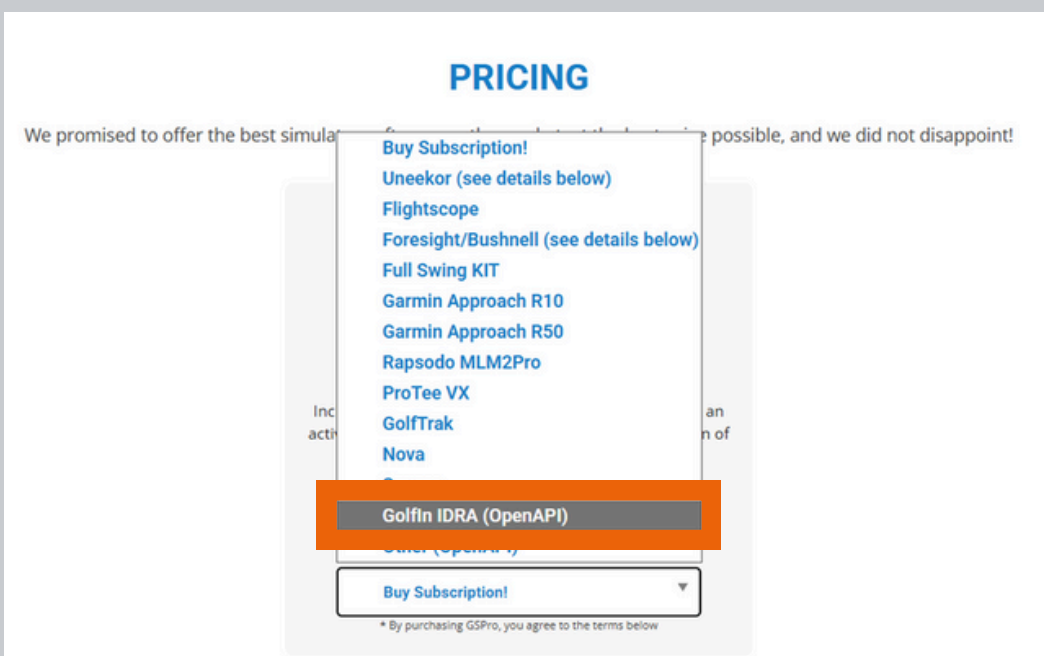 PRICING
We promised to offer the best simula possible, and we did not disappoint!
Buy Subscription!
Uneekor (see details below)
Flightscope
Foresight/Bushnell (see details below)
Full Swing KIT
Garmin Approach R10
Garmin Approach R50
Rapsodo MLM2Pro
ProTee VX
GolfTrak
Inc an
acti n of
Nova
GolfIn IDRA (OpenAPI)
Other (OpenAPI)
Buy Subscription!
* By purchasing GSPro, you agree to the terms below